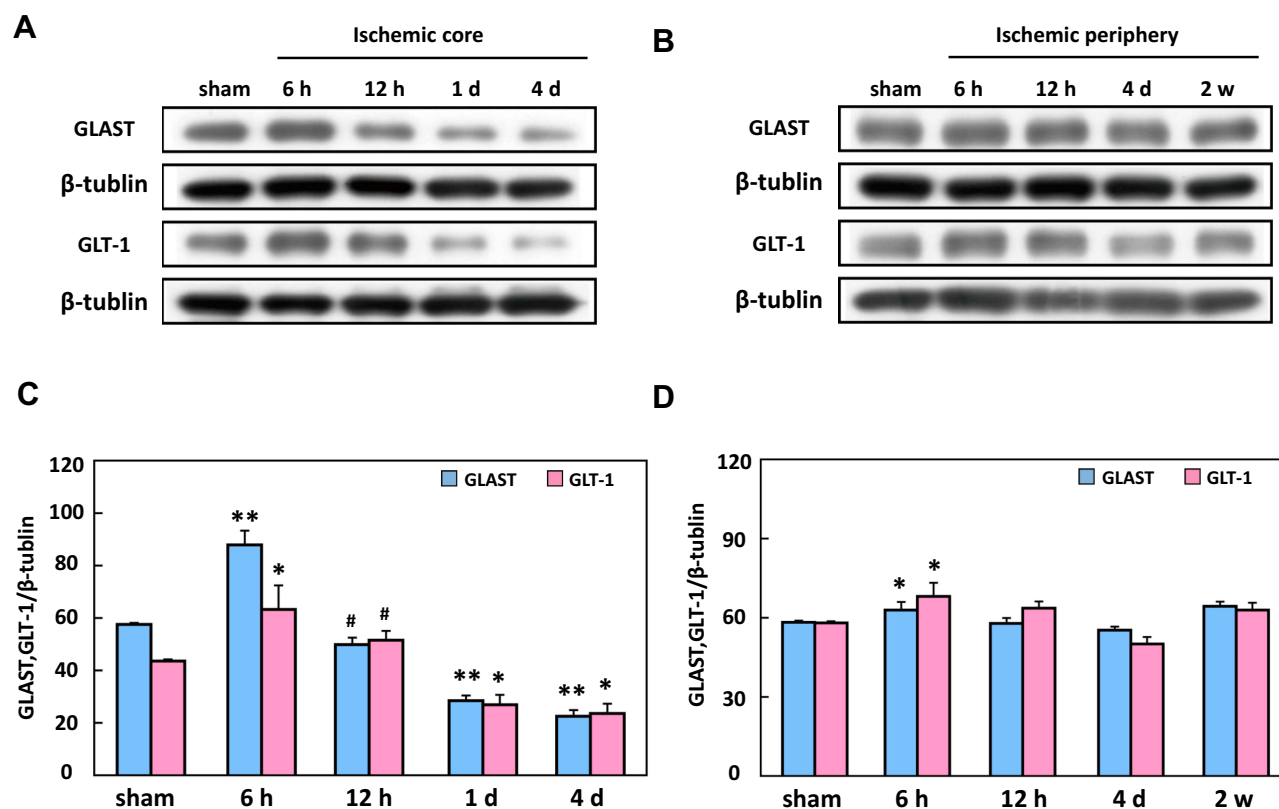 A
Ischemic core
sham 6 h 12 h 1 d 4 d
GLAST
β-tublin
GLT-1
β-tublin
B
Ischemic periphery
sham 6 h 12 h 4 d 2 w
GLAST
β-tublin
GLT-1
β-tublin
C
GLAST,GLT-1/β-tublin
120
100
80
60
40
20
0
GLAST GLT-1
**
*
# #
** *
** *
sham 6 h 12 h 1 d 4 d
D
GLAST,GLT-1/β-tublin
120
90
60
30
0
GLAST GLT-1
* *
sham 6 h 12 h 4 d 2 w